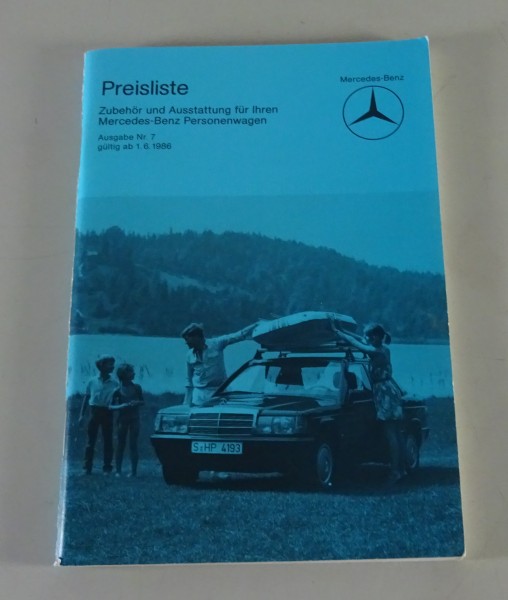 Preisliste
Zubehör und Ausstattung für Ihren
Mercedes-Benz Personenwagen
Ausgabe Nr. 7
gültig ab 1.6.1986
Mercedes-Benz
S-HP 4193